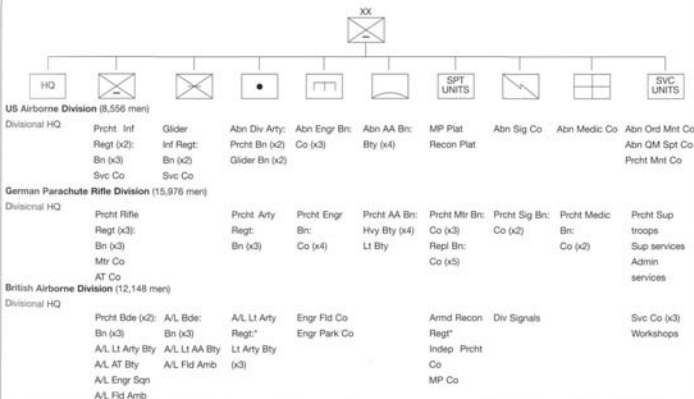 XX
HQ
SPT
UNITS
SVC
UNITS
US Airborne Division (8,556 men)
Divisional HQ
Prcht Inf
Regt (x2):
Bn (x3)
Svc Co
Glider
Inf Regt:
Bn (x2)
Svc Co
Abn Div Arty:
Prcht Bn (x2)
Glider Bn (x2)
Abn Engr Bn:
Co (x3)
Abn AA Bn:
Bty (x4)
MP Plat
Recon Plat
Abn Sig Co
Abn Medic Co
Abn Ord Mnt Co
Abn QM Spt Co
Prcht Mnt Co
German Parachute Rifle Division (15,976 men)
Divisional HQ
Prcht Rifle
Regt (x3):
Bn (x3)
Mtr Co
AT Co
Prcht Arty
Regt:
Bn (x3)
Prcht Engr
Bn:
Co (x4)
Prcht AA Bn:
Hvy Bty (x4)
Lt Bty
Prcht Mtr Bn:
Co (x3)
Repl Bn:
Co (x5)
Prcht Sig Bn:
Co (x2)
Prcht Medic
Bn:
Co (x2)
Prcht Sup
troops
Sup services
Admin
services
British Airborne Division (12,148 men)
Divisional HQ
Prcht Bde (x2):
Bn (x3)
A/L Lt Arty Bty
A/L AT Bty
A/L Engr Sqn
A/L Fld Amb
A/L Bde:
Bn (x3)
A/L Lt AA Bty
A/L Fld Amb
A/L Lt Arty
Regt:*
Lt Arty Bty
(x3)
Engr Fld Co
Engr Park Co
Armd Recon
Regt*
Indep Prcht
Co
MP Co
Div Signals
Svc Co (x3)
Workshops